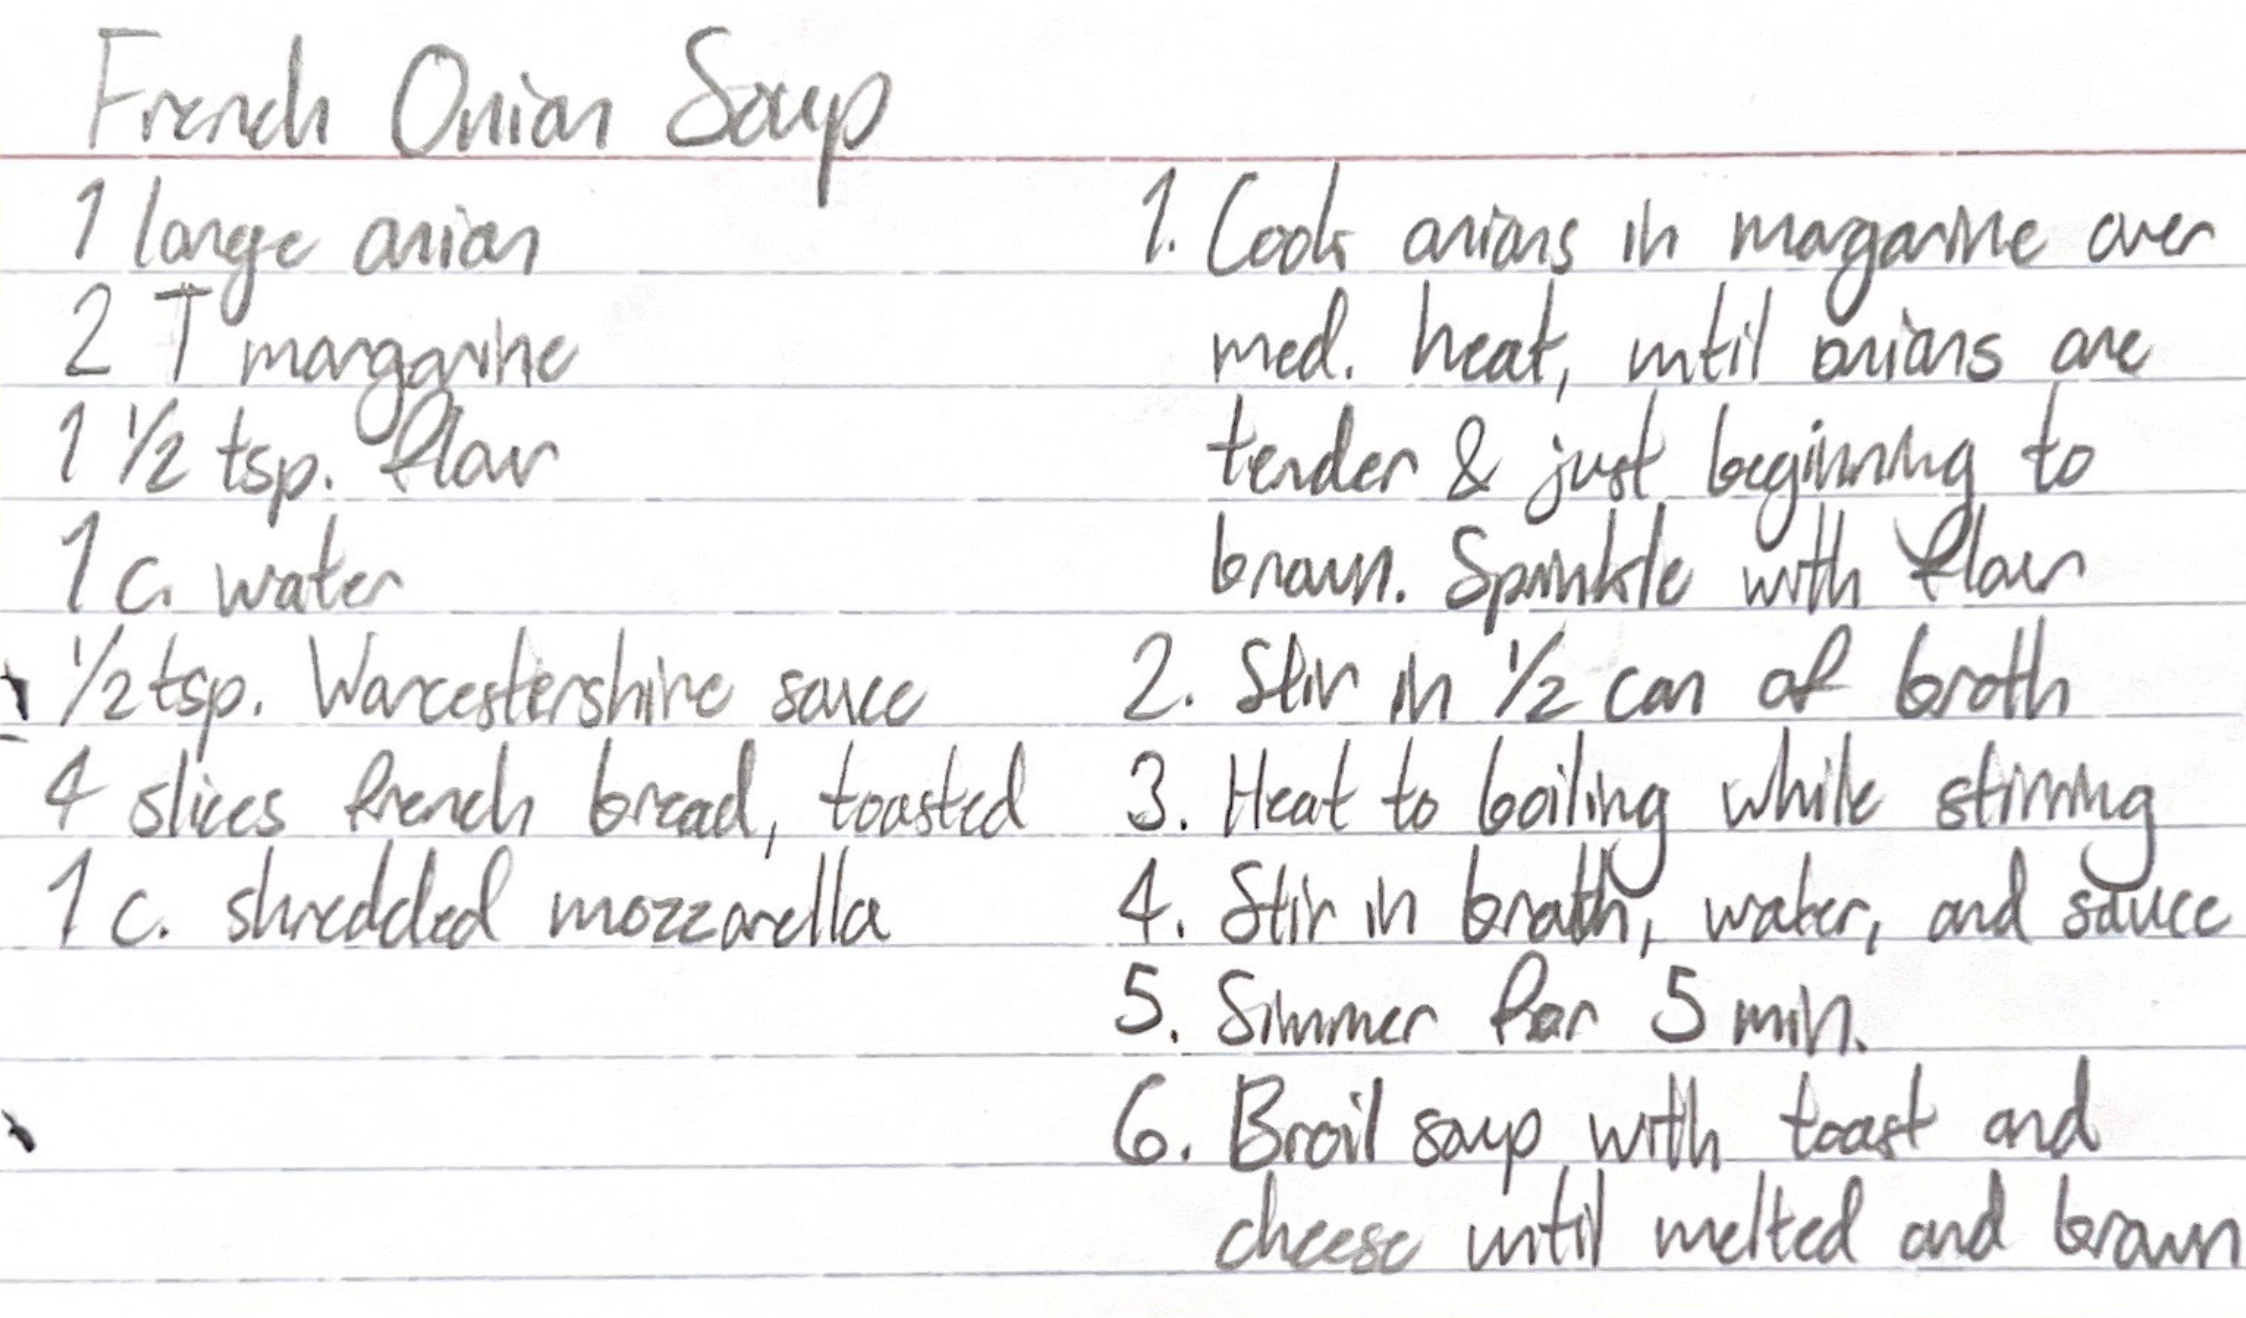 French Onion Soup
1 large onion
2 T margarine
1 1/2 tsp. flour
1 c. water
1/2 tsp. Worcestershire sauce
4 slices french bread, toasted
1 c. shredded mozzarella
1. Cook onions in margarine over
med. heat, until onions are
tender & just beginning to
brown. Sprinkle with flour
2. Stir in 1/2 can of broth
3. Heat to boiling while stirring
4. Stir in broth, water, and sauce
5. Simmer for 5 min.
6. Broil soup with toast and
cheese until melted and brown